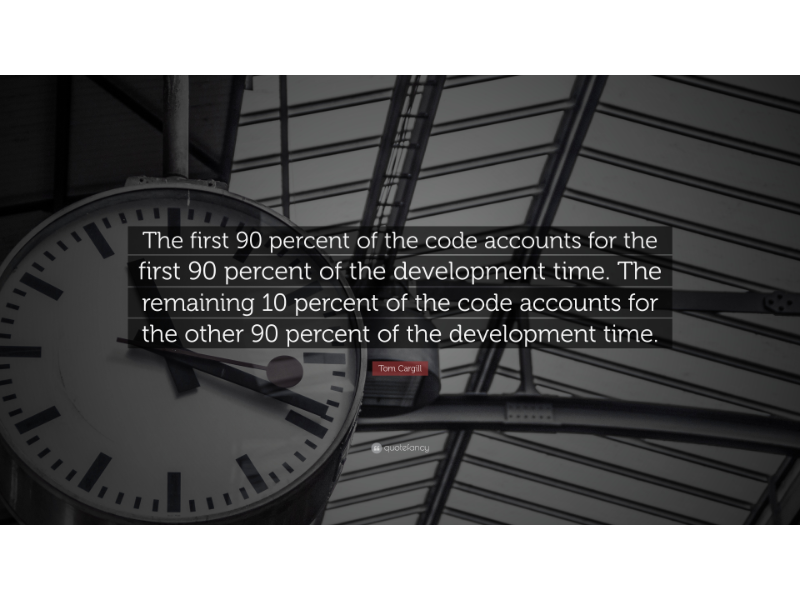 The first 90 percent of the code accounts for the
first 90 percent of the development time. The
remaining 10 percent of the code accounts for
the other 90 percent of the development time.
Tom Cargill
quotefancy